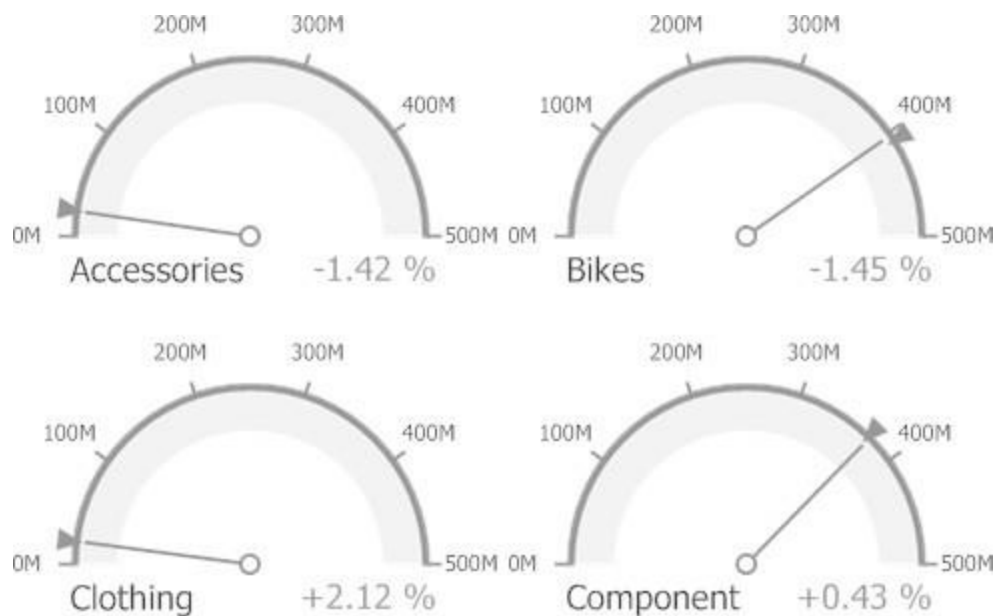 200M 300M
100M 400M
0M 500M
Accessories -1.42 %
200M 300M
100M 400M
0M 500M
Bikes -1.45 %
200M 300M
100M 400M
0M 500M
Clothing +2.12 %
200M 300M
100M 400M
0M 500M
Component +0.43 %